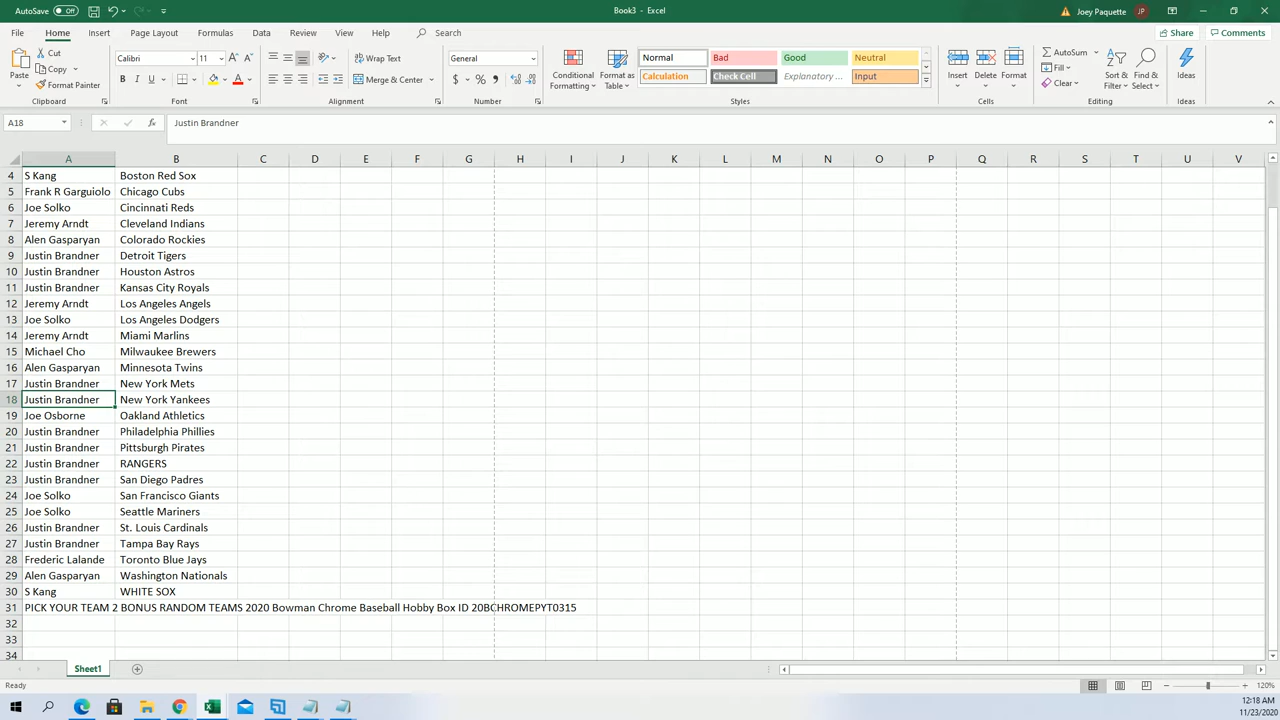 AutoSave Off Book3 - Excel Joey Paquette JP
File Home Insert Page Layout Formulas Data Review View Help Search Share Comments
Paste Cut Copy Format Painter Clipboard
Calibri 11 B I U A Font
Wrap Text Merge & Center Alignment
General $ % Number
Conditional Formatting Format as Table
Normal Bad Good Neutral
Calculation Check Cell Explanatory ... Input
Styles
Insert Delete Format Cells
AutoSum Fill Clear Sort & Filter Find & Select Editing
Ideas Ideas
A18 fx Justin Brandner
A B C D E F G H I J K L M N O P Q R S T U V
4 S Kang Boston Red Sox
5 Frank R Garguiolo Chicago Cubs
6 Joe Solko Cincinnati Reds
7 Jeremy Arndt Cleveland Indians
8 Alen Gasparyan Colorado Rockies
9 Justin Brandner Detroit Tigers
10 Justin Brandner Houston Astros
11 Justin Brandner Kansas City Royals
12 Jeremy Arndt Los Angeles Angels
13 Joe Solko Los Angeles Dodgers
14 Jeremy Arndt Miami Marlins
15 Michael Cho Milwaukee Brewers
16 Alen Gasparyan Minnesota Twins
17 Justin Brandner New York Mets
18 Justin Brandner New York Yankees
19 Joe Osborne Oakland Athletics
20 Justin Brandner Philadelphia Phillies
21 Justin Brandner Pittsburgh Pirates
22 Justin Brandner RANGERS
23 Justin Brandner San Diego Padres
24 Joe Solko San Francisco Giants
25 Joe Solko Seattle Mariners
26 Justin Brandner St. Louis Cardinals
27 Justin Brandner Tampa Bay Rays
28 Frederic Lalande Toronto Blue Jays
29 Alen Gasparyan Washington Nationals
30 S Kang WHITE SOX
31 PICK YOUR TEAM 2 BONUS RANDOM TEAMS 2020 Bowman Chrome Baseball Hobby Box ID 20BCHROMEPYT0315
32
33
34
Sheet1
Ready 120%
12:18 AM
11/23/2020